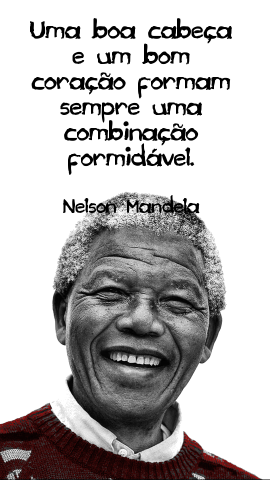 Uma boa cabeça
e um bom
coração formam
sempre uma
combinação
formidável.
Nelson Mandela